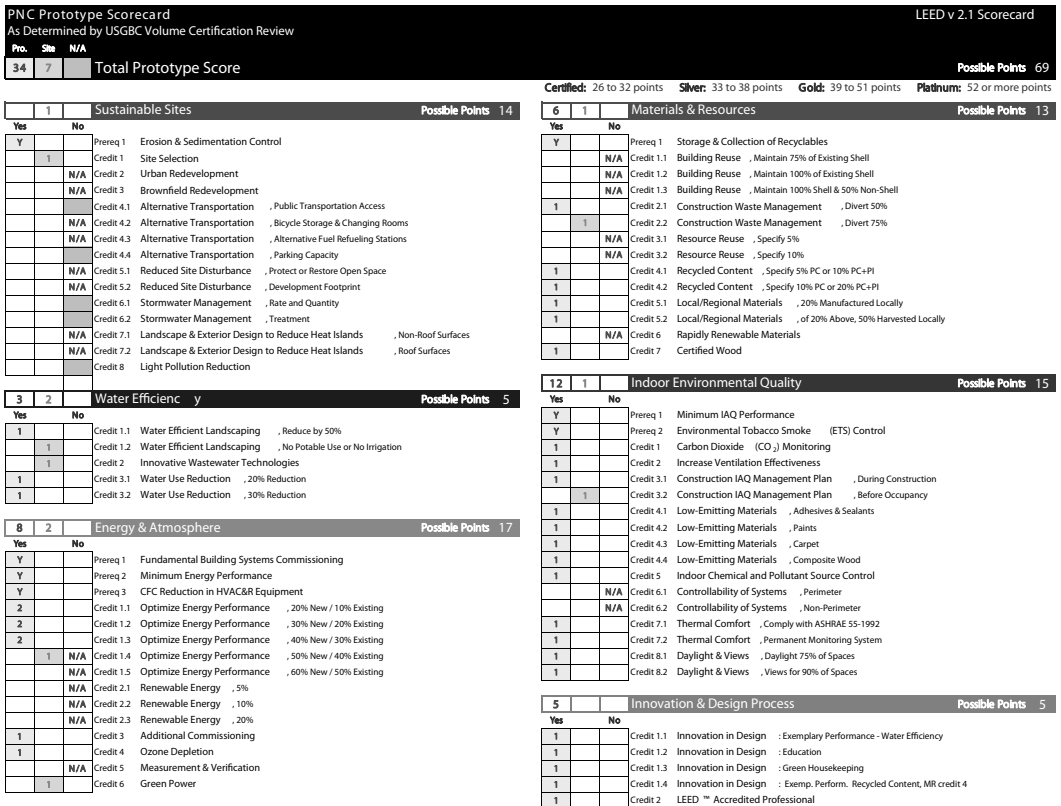 PNC Prototype Scorecard
LEED v 2.1 Scorecard
As Determined by USGBC Volume Certification Review
Pro. Site N/A
34 7 Total Prototype Score Possible Points 69
Certified: 26 to 32 points Silver: 33 to 38 points Gold: 39 to 51 points Platinum: 52 or more points
1 Sustainable Sites Possible Points 14
Yes No
Y Prereq 1 Erosion & Sedimentation Control
1 Credit 1 Site Selection
N/A Credit 2 Urban Redevelopment
N/A Credit 3 Brownfield Redevelopment
Credit 4.1 Alternative Transportation , Public Transportation Access
N/A Credit 4.2 Alternative Transportation , Bicycle Storage & Changing Rooms
N/A Credit 4.3 Alternative Transportation , Alternative Fuel Refueling Stations
Credit 4.4 Alternative Transportation , Parking Capacity
N/A Credit 5.1 Reduced Site Disturbance , Protect or Restore Open Space
N/A Credit 5.2 Reduced Site Disturbance , Development Footprint
Credit 6.1 Stormwater Management , Rate and Quantity
Credit 6.2 Stormwater Management , Treatment
N/A Credit 7.1 Landscape & Exterior Design to Reduce Heat Islands , Non-Roof Surfaces
N/A Credit 7.2 Landscape & Exterior Design to Reduce Heat Islands , Roof Surfaces
Credit 8 Light Pollution Reduction
3 2 Water Efficienc y Possible Points 5
Yes No
1 Credit 1.1 Water Efficient Landscaping , Reduce by 50%
1 Credit 1.2 Water Efficient Landscaping , No Potable Use or No Irrigation
1 Credit 2 Innovative Wastewater Technologies
1 Credit 3.1 Water Use Reduction , 20% Reduction
1 Credit 3.2 Water Use Reduction , 30% Reduction
8 2 Energy & Atmosphere Possible Points 17
Yes No
Y Prereq 1 Fundamental Building Systems Commissioning
Y Prereq 2 Minimum Energy Performance
Y Prereq 3 CFC Reduction in HVAC&R Equipment
2 Credit 1.1 Optimize Energy Performance , 20% New / 10% Existing
2 Credit 1.2 Optimize Energy Performance , 30% New / 20% Existing
2 Credit 1.3 Optimize Energy Performance , 40% New / 30% Existing
1 N/A Credit 1.4 Optimize Energy Performance , 50% New / 40% Existing
N/A Credit 1.5 Optimize Energy Performance , 60% New / 50% Existing
N/A Credit 2.1 Renewable Energy , 5%
N/A Credit 2.2 Renewable Energy , 10%
N/A Credit 2.3 Renewable Energy , 20%
1 Credit 3 Additional Commissioning
1 Credit 4 Ozone Depletion
N/A Credit 5 Measurement & Verification
1 Credit 6 Green Power
6 1 Materials & Resources Possible Points 13
Yes No
Y Prereq 1 Storage & Collection of Recyclables
N/A Credit 1.1 Building Reuse , Maintain 75% of Existing Shell
N/A Credit 1.2 Building Reuse , Maintain 100% of Existing Shell
N/A Credit 1.3 Building Reuse , Maintain 100% Shell & 50% Non-Shell
1 Credit 2.1 Construction Waste Management , Divert 50%
1 Credit 2.2 Construction Waste Management , Divert 75%
N/A Credit 3.1 Resource Reuse , Specify 5%
N/A Credit 3.2 Resource Reuse , Specify 10%
1 Credit 4.1 Recycled Content , Specify 5% PC or 10% PC+PI
1 Credit 4.2 Recycled Content , Specify 10% PC or 20% PC+PI
1 Credit 5.1 Local/Regional Materials , 20% Manufactured Locally
1 Credit 5.2 Local/Regional Materials , of 20% Above, 50% Harvested Locally
N/A Credit 6 Rapidly Renewable Materials
1 Credit 7 Certified Wood
12 1 Indoor Environmental Quality Possible Points 15
Yes No
Y Prereq 1 Minimum IAQ Performance
Y Prereq 2 Environmental Tobacco Smoke (ETS) Control
1 Credit 1 Carbon Dioxide (CO2) Monitoring
1 Credit 2 Increase Ventilation Effectiveness
1 Credit 3.1 Construction IAQ Management Plan , During Construction
1 Credit 3.2 Construction IAQ Management Plan , Before Occupancy
1 Credit 4.1 Low-Emitting Materials , Adhesives & Sealants
1 Credit 4.2 Low-Emitting Materials , Paints
1 Credit 4.3 Low-Emitting Materials , Carpet
1 Credit 4.4 Low-Emitting Materials , Composite Wood
1 Credit 5 Indoor Chemical and Pollutant Source Control
N/A Credit 6.1 Controllability of Systems , Perimeter
N/A Credit 6.2 Controllability of Systems , Non-Perimeter
1 Credit 7.1 Thermal Comfort , Comply with ASHRAE 55-1992
1 Credit 7.2 Thermal Comfort , Permanent Monitoring System
1 Credit 8.1 Daylight & Views , Daylight 75% of Spaces
1 Credit 8.2 Daylight & Views , Views for 90% of Spaces
5 Innovation & Design Process Possible Points 5
Yes No
1 Credit 1.1 Innovation in Design : Exemplary Performance - Water Efficiency
1 Credit 1.2 Innovation in Design : Education
1 Credit 1.3 Innovation in Design : Green Housekeeping
1 Credit 1.4 Innovation in Design : Exemp. Perform. Recycled Content, MR credit 4
1 Credit 2 LEED ™ Accredited Professional